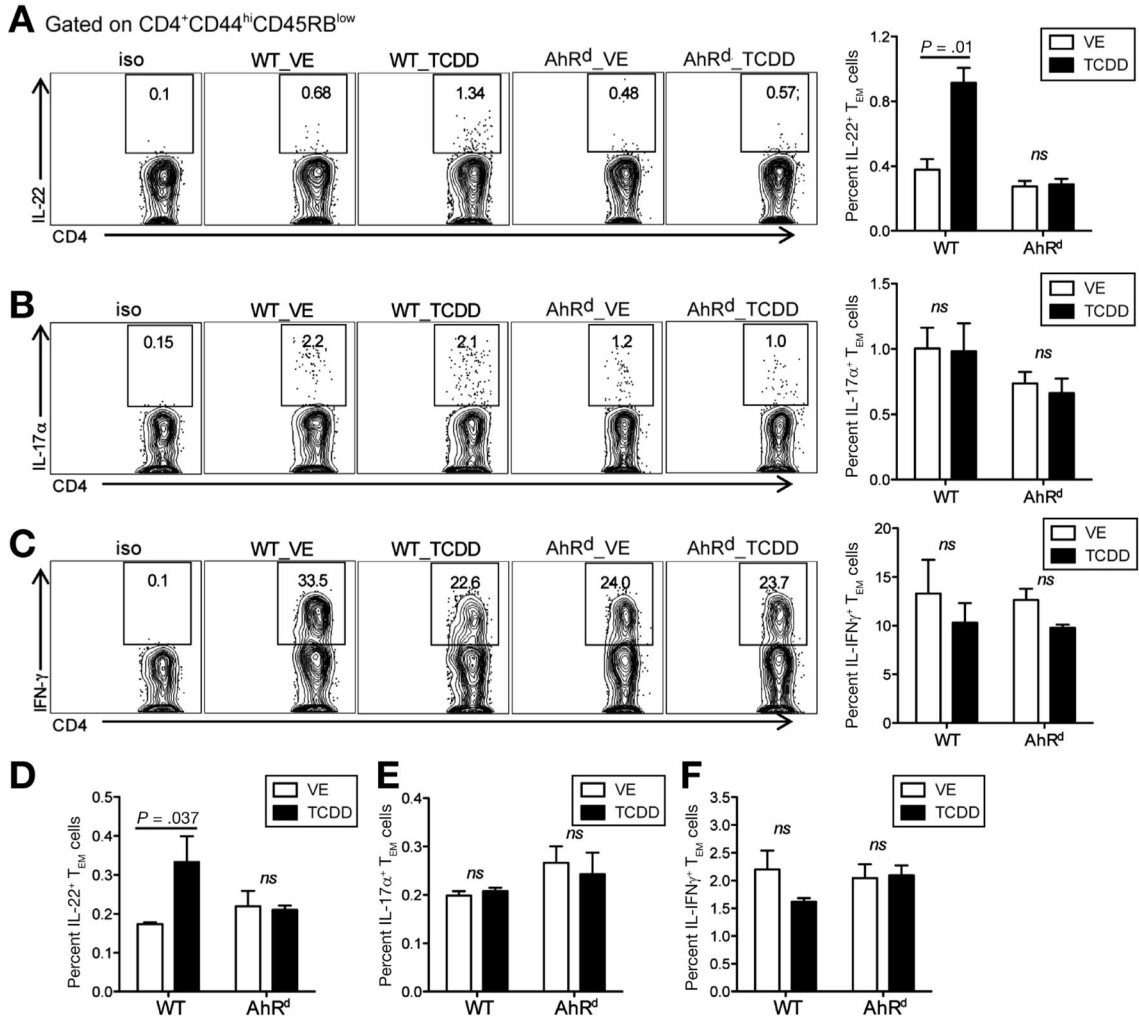 A Gated on CD4⁺CD44ʰⁱCD45RBˡᵒʷ
iso WT_VE WT_TCDD AhRᵈ_VE AhRᵈ_TCDD
0.1 0.68 1.34 0.48 0.57
IL-22
CD4
Percent IL-22⁺ T_EM cells
1.2
0.8
0.4
0.0
P = .01
ns
VE
TCDD
WT AhRᵈ
B
iso WT_VE WT_TCDD AhRᵈ_VE AhRᵈ_TCDD
0.15 2.2 2.1 1.2 1.0
IL-17α
CD4
Percent IL-17α⁺ T_EM cells
1.5
1.0
0.5
0.0
ns
ns
VE
TCDD
WT AhRᵈ
C
iso WT_VE WT_TCDD AhRᵈ_VE AhRᵈ_TCDD
0.1 33.5 22.6 24.0 23.7
IFN-γ
CD4
Percent IL-IFNγ⁺ T_EM cells
20
15
10
5
0
ns
ns
VE
TCDD
WT AhRᵈ
D
Percent IL-22⁺ T_EM cells
0.5
0.4
0.3
0.2
0.1
0.0
P = .037
ns
VE
TCDD
WT AhRᵈ
E
Percent IL-17α⁺ T_EM cells
0.4
0.3
0.2
0.1
0.0
ns
ns
VE
TCDD
WT AhRᵈ
F
Percent IL-IFNγ⁺ T_EM cells
3.5
3.0
2.5
2.0
1.5
1.0
0.5
0.0
ns
ns
VE
TCDD
WT AhRᵈ